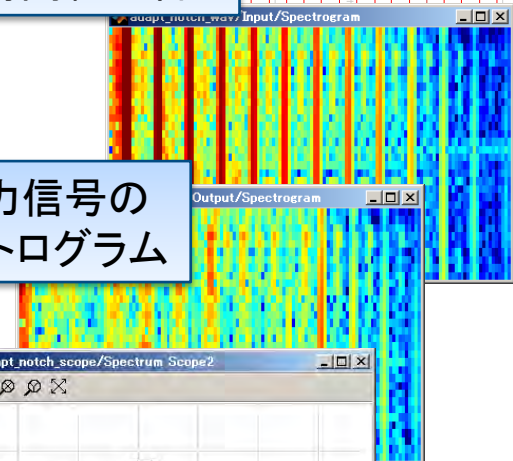 adapt_notch_wav/Input/Spectrogram
力信号の
トログラム
Output/Spectrogram
pt_notch_scope/Spectrum Scope2